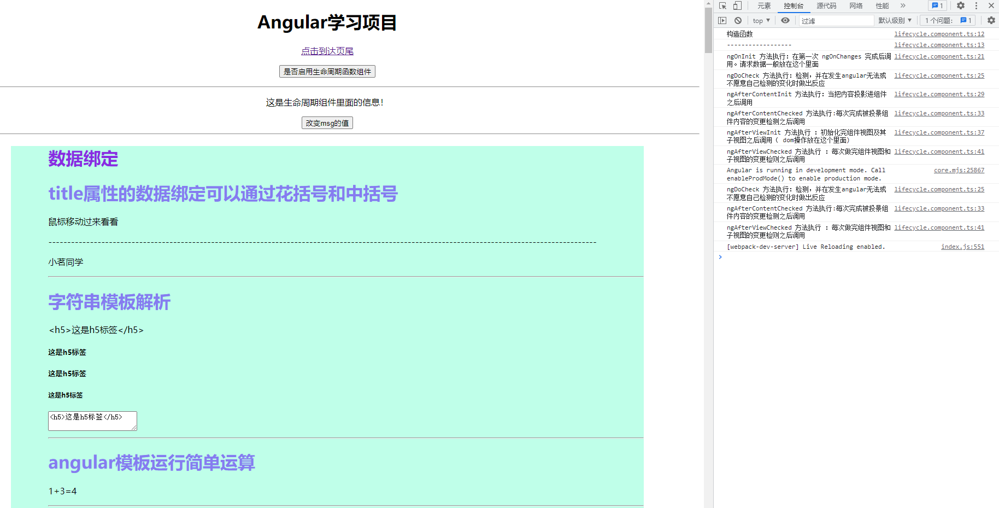 Angular学习项目
点击到达页尾
是否启用生命周期函数组件
这是生命周期组件里面的信息!
改变msg的值
数据绑定
title属性的数据绑定可以通过花括号和中括号
鼠标移动过来看看
小茗同学
字符串模板解析
<h5>这是h5标签</h5>
这是h5标签
这是h5标签
这是h5标签
<h5>这是h5标签</h5>
angular模板运行简单运算
1+3=4
元素 控制台 源代码 网络 性能 » 1
top ▼ 过滤 默认级别 ▼ 1 个问题: 1
构造函数 lifecycle.component.ts:12
------------------ lifecycle.component.ts:13
ngOnInit 方法执行: 在第一次 ngOnChanges 完成后调 lifecycle.component.ts:21
用。请求数据一般放在这个里面
ngDoCheck 方法执行: 检测，并在发生angular无法或 lifecycle.component.ts:25
不愿意自己检测的变化时做出反应
ngAfterContentInit 方法执行: 当把内容投影进组件 lifecycle.component.ts:29
之后调用
ngAfterContentChecked 方法执行:每次完成被投景组 lifecycle.component.ts:33
件内容的变更检测之后调用
ngAfterViewInit 方法执行 : 初始化完组件视图及其 lifecycle.component.ts:37
子视图之后调用（ dom操作放在这个里面)
ngAfterViewChecked 方法执行 : 每次做完组件视图和 lifecycle.component.ts:41
子视图的变更检则之后调用
Angular is running in development mode. Call core.mjs:25867
enableProdMode() to enable production mode.
ngDoCheck 方法执行: 检测，并在发生angular无法或 lifecycle.component.ts:25
不愿意自己检测的变化时做出反应
ngAfterContentChecked 方法执行:每次完成被投景组 lifecycle.component.ts:33
件内容的变更检测之后调用
ngAfterViewChecked 方法执行 : 每次做完组件视图和 lifecycle.component.ts:41
子视图的变更检则之后调用
[webpack-dev-server] Live Reloading enabled. index.js:551